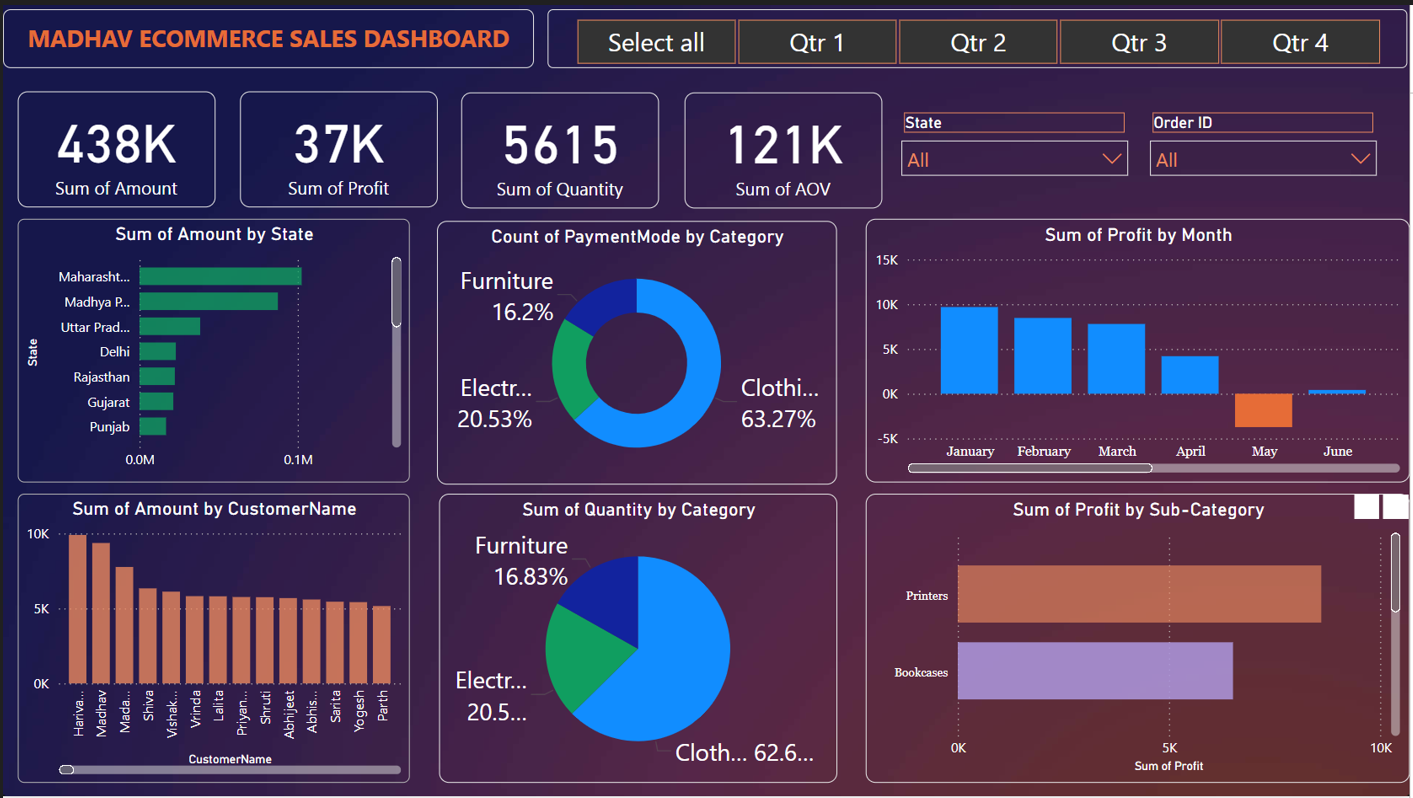 MADHAV ECOMMERCE SALES DASHBOARD
Select all
Qtr 1
Qtr 2
Qtr 3
Qtr 4
438K
Sum of Amount
37K
Sum of Profit
5615
Sum of Quantity
121K
Sum of AOV
State
All
Order ID
All
Sum of Amount by State
State
Maharasht...
Madhya P...
Uttar Prad...
Delhi
Rajasthan
Gujarat
Punjab
0.0M
0.1M
Count of PaymentMode by Category
Furniture
16.2%
Electr...
20.53%
Clothi...
63.27%
Sum of Profit by Month
15K
10K
5K
0K
-5K
January
February
March
April
May
June
Sum of Amount by CustomerName
10K
5K
0K
Hariva...
Madhav
Mada...
Shiva
Vishak...
Vrinda
Lalita
Priyan...
Shruti
Abhijeet
Abhis...
Sarita
Yogesh
Parth
CustomerName
Sum of Quantity by Category
Furniture
16.83%
Electr...
20.5...
Cloth... 62.6...
Sum of Profit by Sub-Category
Printers
Bookcases
0K
5K
10K
Sum of Profit